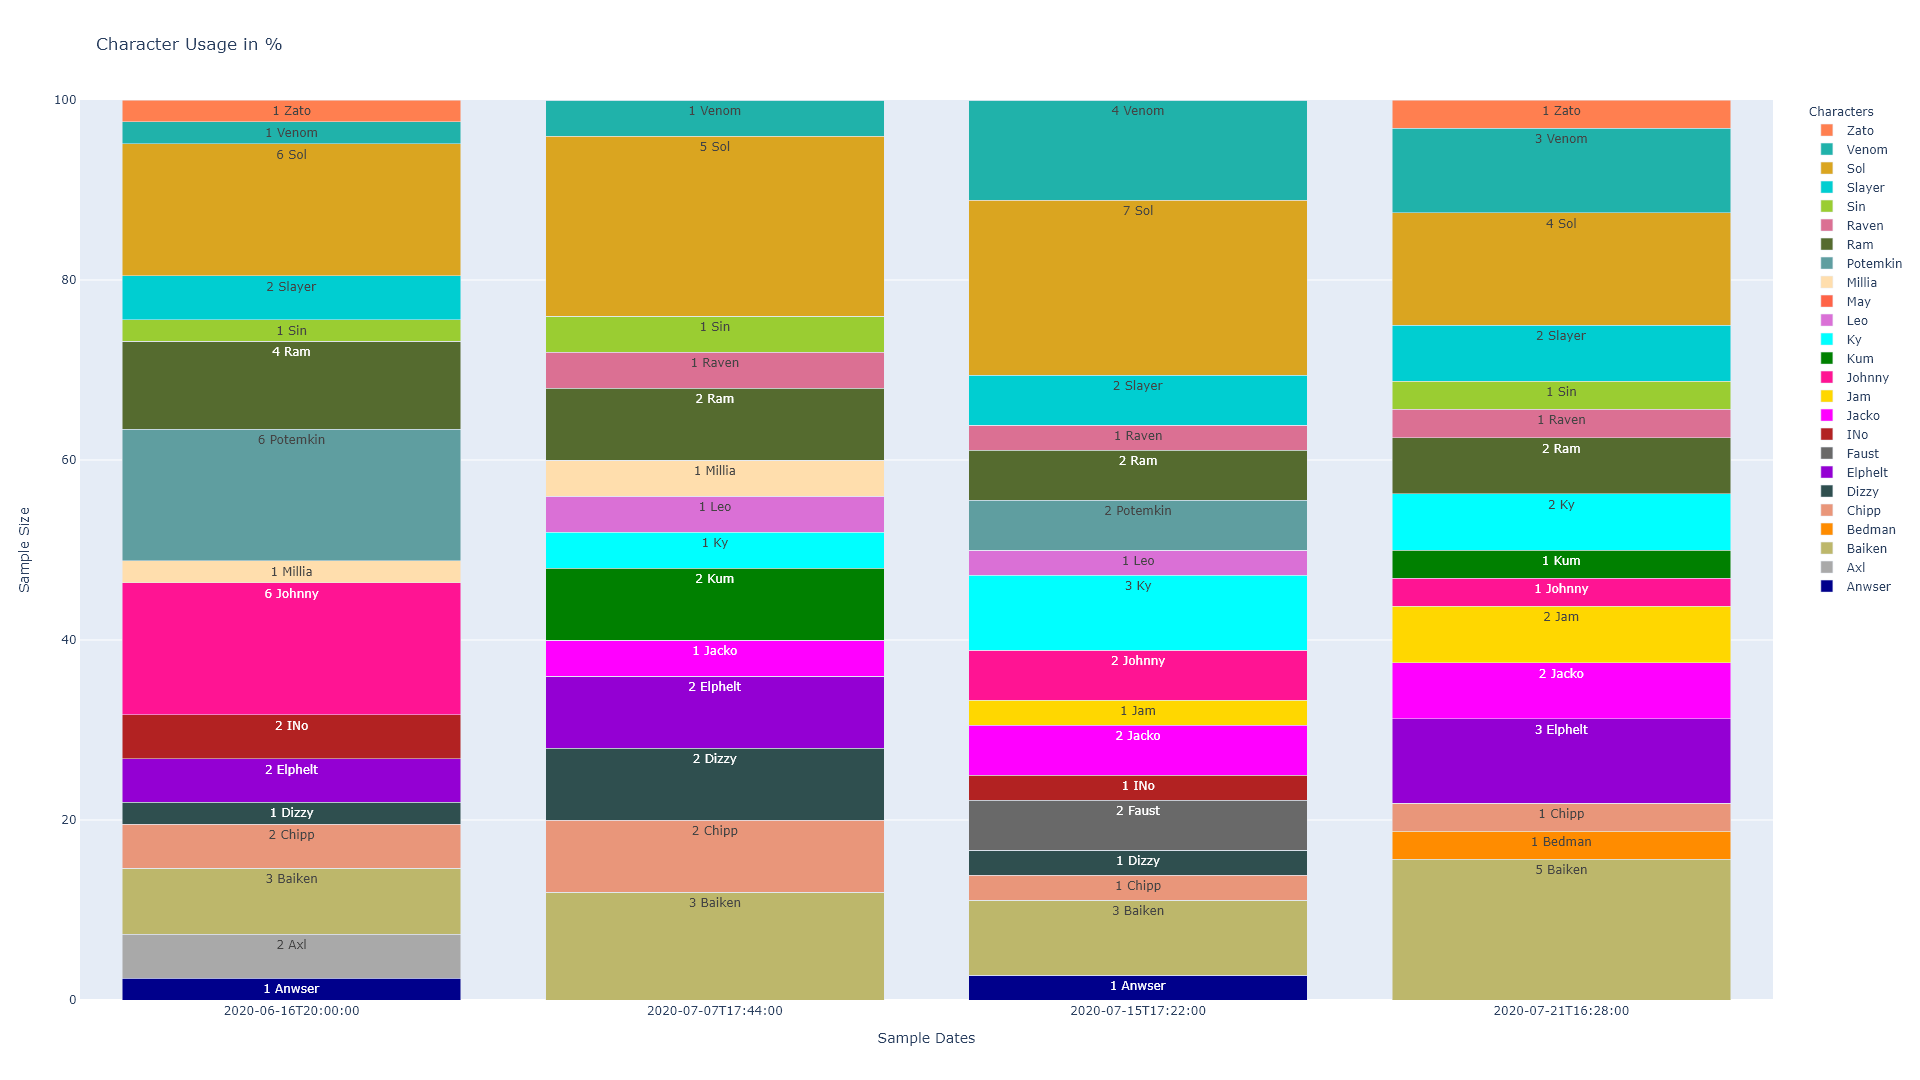 Character Usage in %
100
80
60
40
20
0
Sample Size
1 Zato
1 Venom
6 Sol
2 Slayer
1 Sin
4 Ram
6 Potemkin
1 Millia
6 Johnny
2 INo
2 Elphelt
1 Dizzy
2 Chipp
3 Baiken
2 Axl
1 Anwser
2020-06-16T20:00:00
1 Venom
5 Sol
1 Sin
1 Raven
2 Ram
1 Millia
1 Leo
1 Ky
2 Kum
1 Jacko
2 Elphelt
2 Dizzy
2 Chipp
3 Baiken
2020-07-07T17:44:00
4 Venom
7 Sol
2 Slayer
1 Raven
2 Ram
2 Potemkin
1 Leo
3 Ky
2 Johnny
1 Jam
2 Jacko
1 INo
2 Faust
1 Dizzy
1 Chipp
3 Baiken
1 Anwser
2020-07-15T17:22:00
1 Zato
3 Venom
4 Sol
2 Slayer
1 Sin
1 Raven
2 Ram
2 Ky
1 Kum
1 Johnny
2 Jam
2 Jacko
3 Elphelt
1 Chipp
1 Bedman
5 Baiken
2020-07-21T16:28:00
Sample Dates
Characters
Zato
Venom
Sol
Slayer
Sin
Raven
Ram
Potemkin
Millia
May
Leo
Ky
Kum
Johnny
Jam
Jacko
INo
Faust
Elphelt
Dizzy
Chipp
Bedman
Baiken
Axl
Anwser